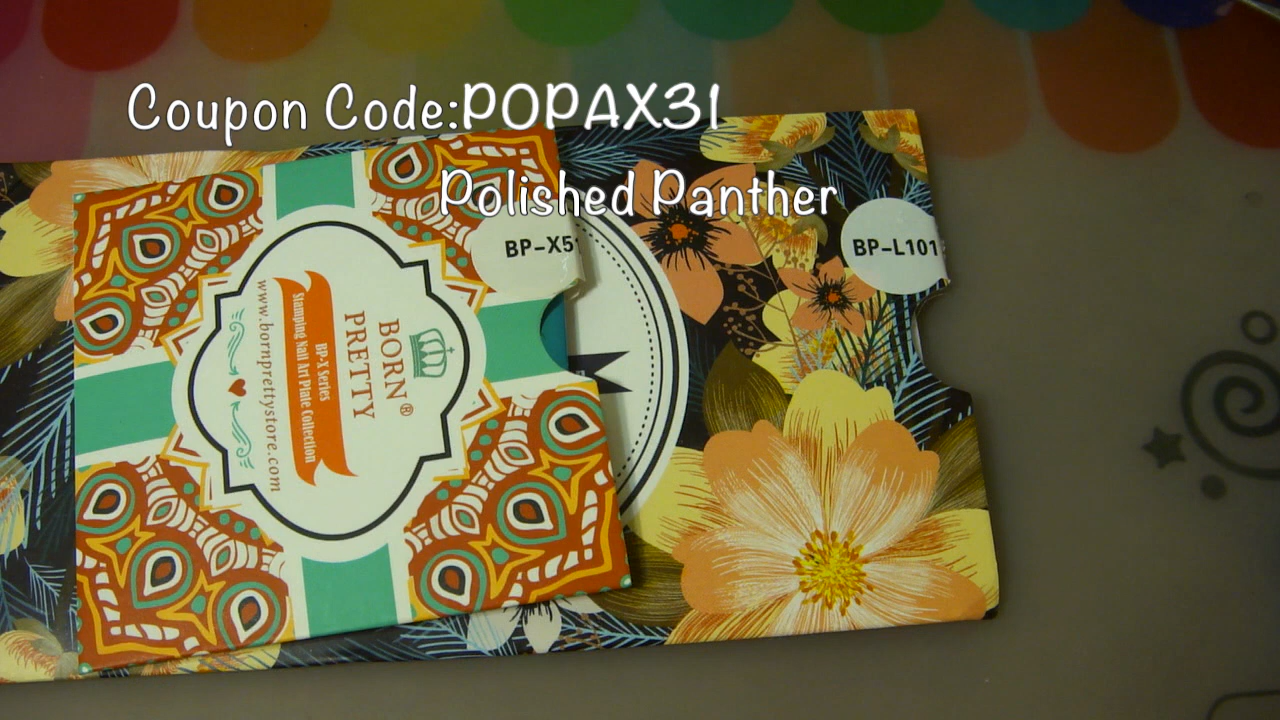 Coupon Code:POPAX31
Polished Panther
BP-X5
BP-L101
BORN
PRETTY®
BP-X Series
Stamping Nail Art Plate Collection
www.bornprettystore.com